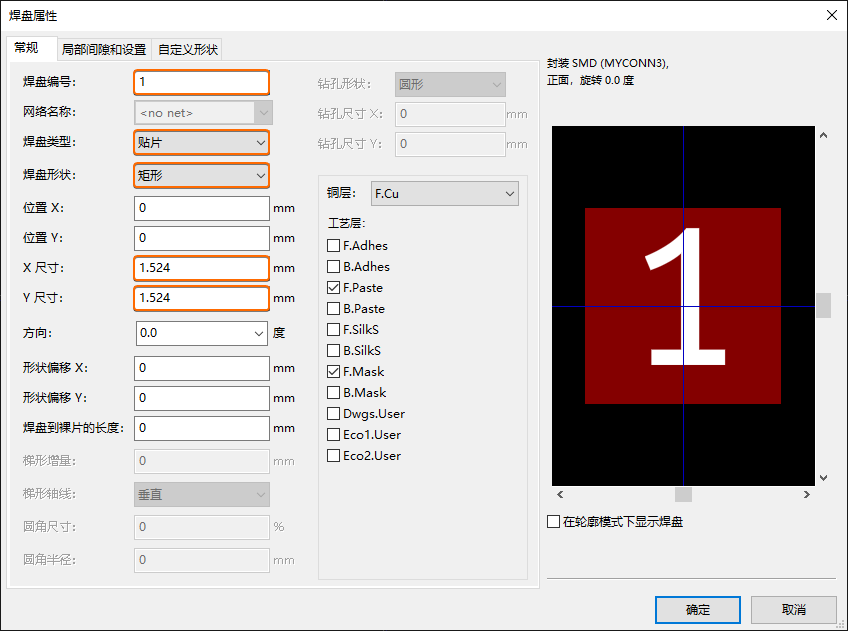 焊盘属性
常规 局部间隙和设置 自定义形状
焊盘编号: 1
网络名称: <no net>
焊盘类型: 贴片
焊盘形状: 矩形
位置 X: 0 mm
位置 Y: 0 mm
X 尺寸: 1.524 mm
Y 尺寸: 1.524 mm
方向: 0.0 度
形状偏移 X: 0 mm
形状偏移 Y: 0 mm
焊盘到裸片的长度: 0 mm
梯形增量: 0 mm
梯形轴线: 垂直
圆角尺寸: 0 %
圆角半径: 0 mm
钻孔形状: 圆形
钻孔尺寸 X: 0 mm
钻孔尺寸 Y: 0 mm
铜层: F.Cu
工艺层:
F.Adhes
B.Adhes
F.Paste
B.Paste
F.SilkS
B.SilkS
F.Mask
B.Mask
Dwgs.User
Eco1.User
Eco2.User
封装 SMD (MYCONN3),
正面，旋转 0.0 度
1
在轮廓模式下显示焊盘
确定 取消